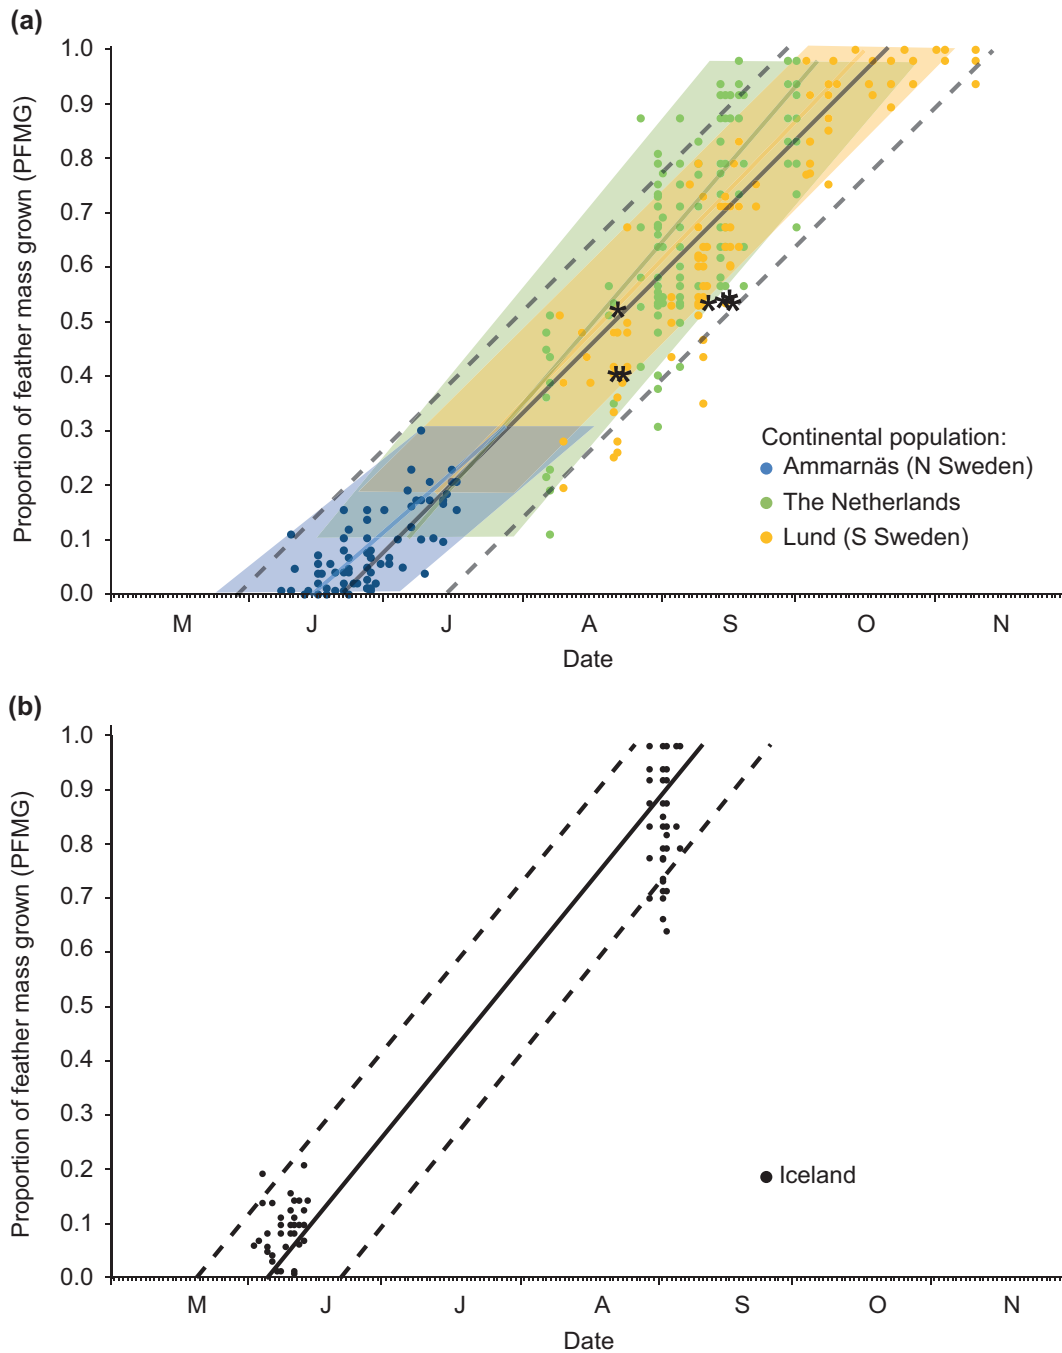 (a)
Proportion of feather mass grown (PFMG)
1.0
0.9
0.8
0.7
0.6
0.5
0.4
0.3
0.2
0.1
0.0
Continental population:
Ammarnäs (N Sweden)
The Netherlands
Lund (S Sweden)
M J J A S O N
Date
(b)
Proportion of feather mass grown (PFMG)
1.0
0.9
0.8
0.7
0.6
0.5
0.4
0.3
0.2
0.1
0.0
Iceland
M J J A S O N
Date